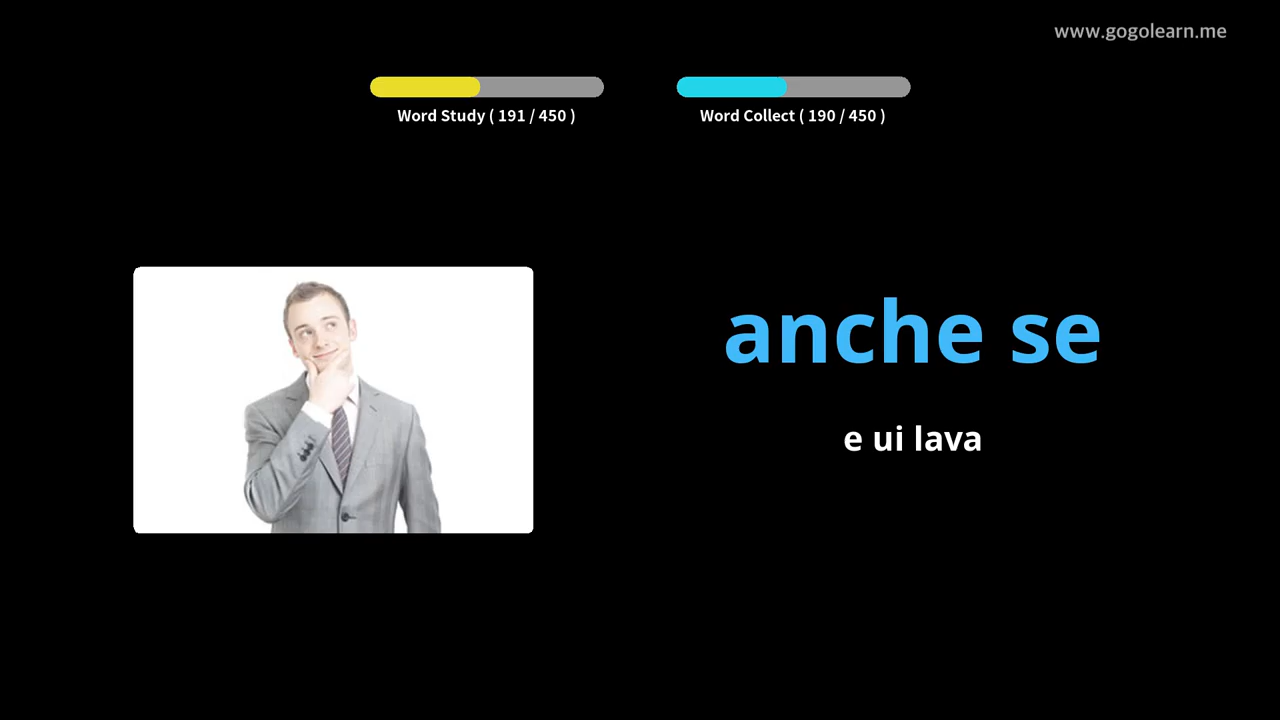 www.gogolearn.me
Word Study ( 191 / 450 )
Word Collect ( 190 / 450 )
anche se
e ui lava